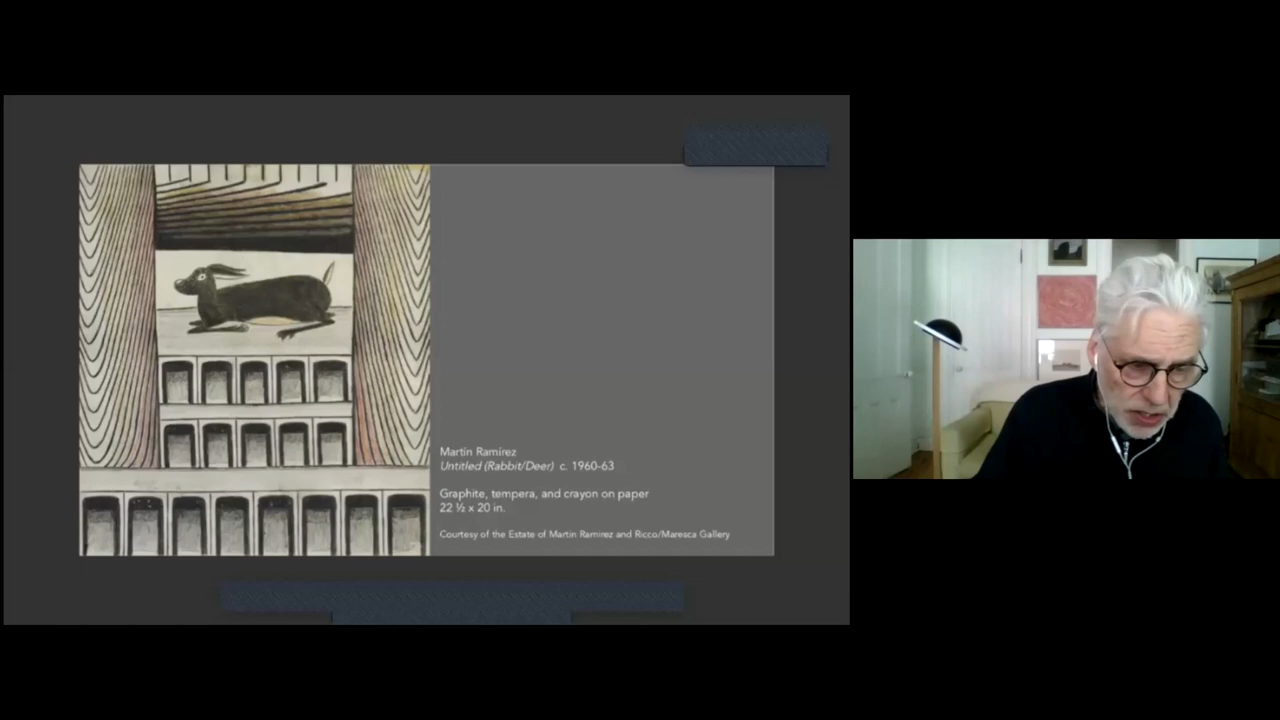 Martín Ramírez
Untitled (Rabbit/Deer) c. 1960-63
Graphite, tempera, and crayon on paper
22 ½ x 20 in.
Courtesy of the Estate of Martín Ramírez and Ricco/Maresca Gallery